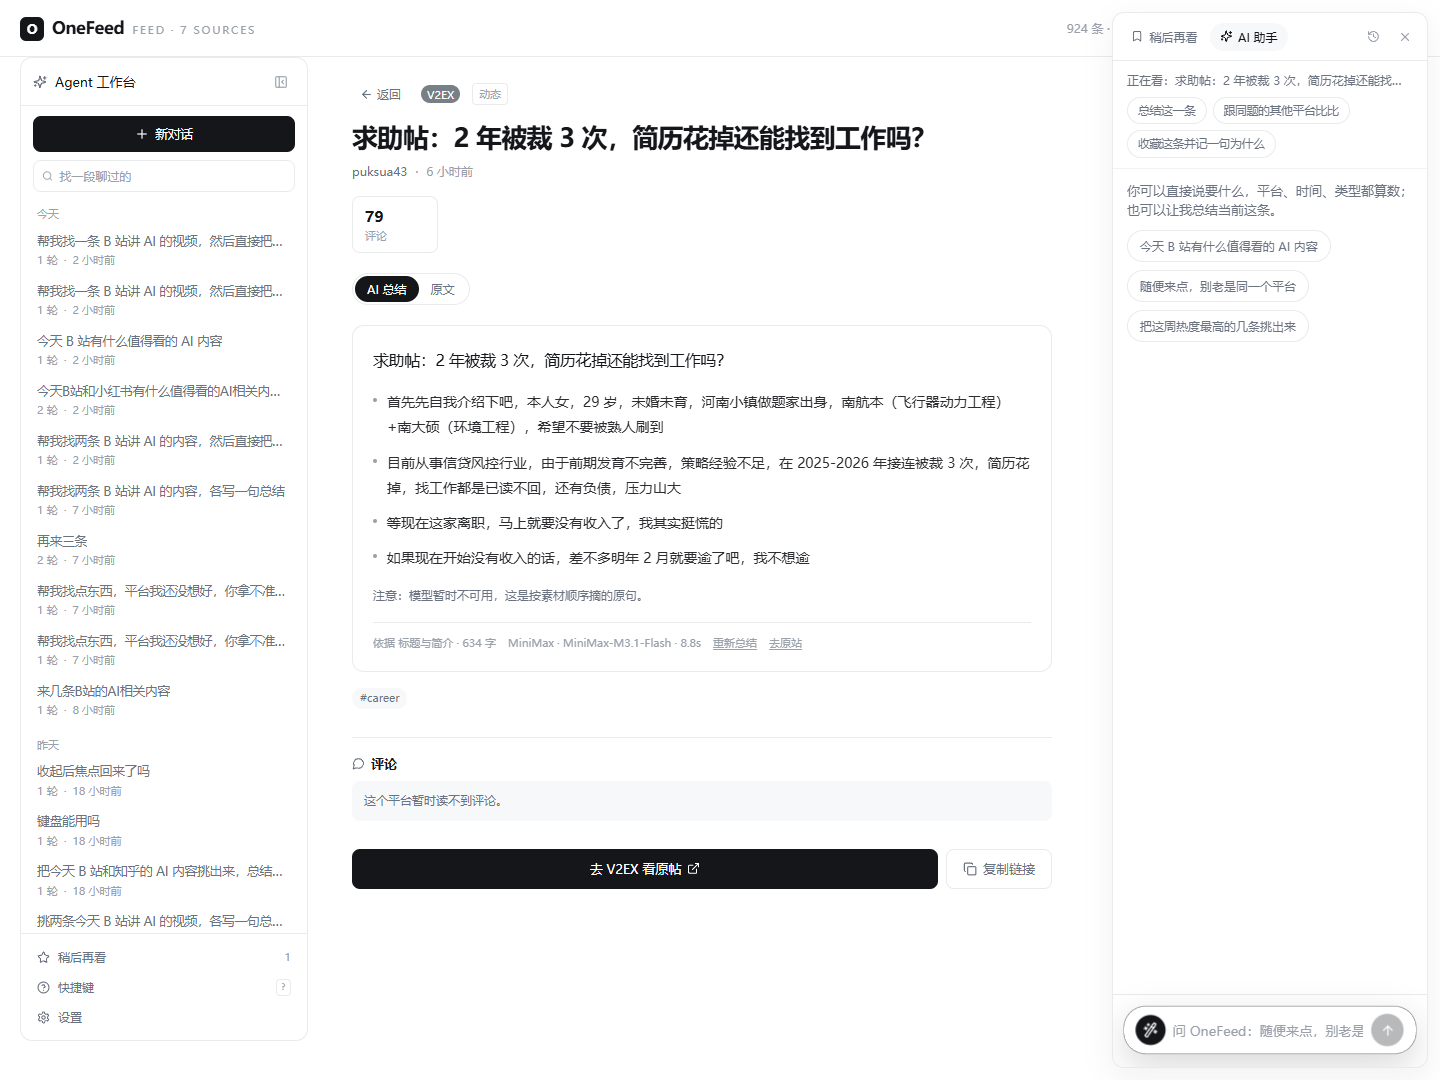 OneFeed FEED · 7 SOURCES
924 条 ·
Agent 工作台
新对话
找一段聊过的
今天
帮我找一条 B 站讲 AI 的视频，然后直接把...
1 轮 · 2 小时前
帮我找一条 B 站讲 AI 的视频，然后直接把...
1 轮 · 2 小时前
今天 B 站有什么值得看的 AI 内容
1 轮 · 2 小时前
今天B站和小红书有什么值得看的AI相关内...
2 轮 · 2 小时前
帮我找两条 B 站讲 AI 的内容，然后直接把...
1 轮 · 2 小时前
帮我找两条 B 站讲 AI 的内容，各写一句总结
1 轮 · 7 小时前
再来三条
2 轮 · 7 小时前
帮我找点东西，平台我还没想好，你拿不准...
1 轮 · 7 小时前
帮我找点东西，平台我还没想好，你拿不准...
1 轮 · 7 小时前
来几条B站的AI相关内容
1 轮 · 8 小时前
昨天
收起后焦点回来了吗
1 轮 · 18 小时前
键盘能用吗
1 轮 · 18 小时前
把今天 B 站和知乎的 AI 内容挑出来，总结...
1 轮 · 18 小时前
挑两条今天 B 站讲 AI 的视频，各写一句总...
稍后再看 1
快捷键 ?
设置
返回 V2EX 动态
求助帖：2 年被裁 3 次，简历花掉还能找到工作吗？
puksua43 · 6 小时前
79
评论
AI 总结 原文
求助帖：2 年被裁 3 次，简历花掉还能找到工作吗？
首先先自我介绍下吧，本人女，29 岁，未婚未育，河南小镇做题家出身，南航本（飞行器动力工程）
+南大硕（环境工程），希望不要被熟人刷到
目前从事信贷风控行业，由于前期发育不完善，策略经验不足，在 2025-2026 年接连被裁 3 次，简历花
掉，找工作都是已读不回，还有负债，压力山大
等现在这家离职，马上就要没有收入了，我其实挺慌的
如果现在开始没有收入的话，差不多明年 2 月就要逾了吧，我不想逾
注意：模型暂时不可用，这是按素材顺序摘的原句。
依据 标题与简介 · 634 字 MiniMax · MiniMax-M3.1-Flash · 8.8s 重新总结 去原站
#career
评论
这个平台暂时读不到评论。
去 V2EX 看原帖
复制链接
稍后再看 AI 助手
正在看：求助帖：2 年被裁 3 次，简历花掉还能找...
总结这一条 跟同题的其他平台比比
收藏这条并记一句为什么
你可以直接说要什么，平台、时间、类型都算数；
也可以让我总结当前这条。
今天 B 站有什么值得看的 AI 内容
随便来点，别老是同一个平台
把这周热度最高的几条挑出来
问 OneFeed：随便来点，别老是